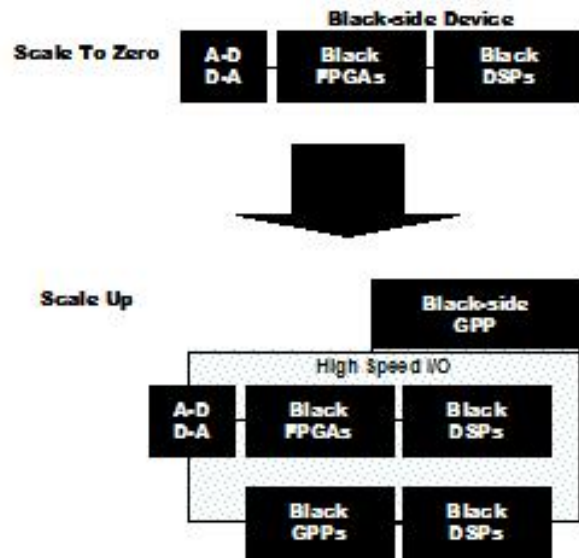 Black-side Device
Scale To Zero
A-D
D-A
Black
FPGAs
Black
DSPs
Scale Up
Black-side
GPP
High Speed I/O
A-D
D-A
Black
FPGAs
Black
DSPs
Black
GPPs
Black
DSPs